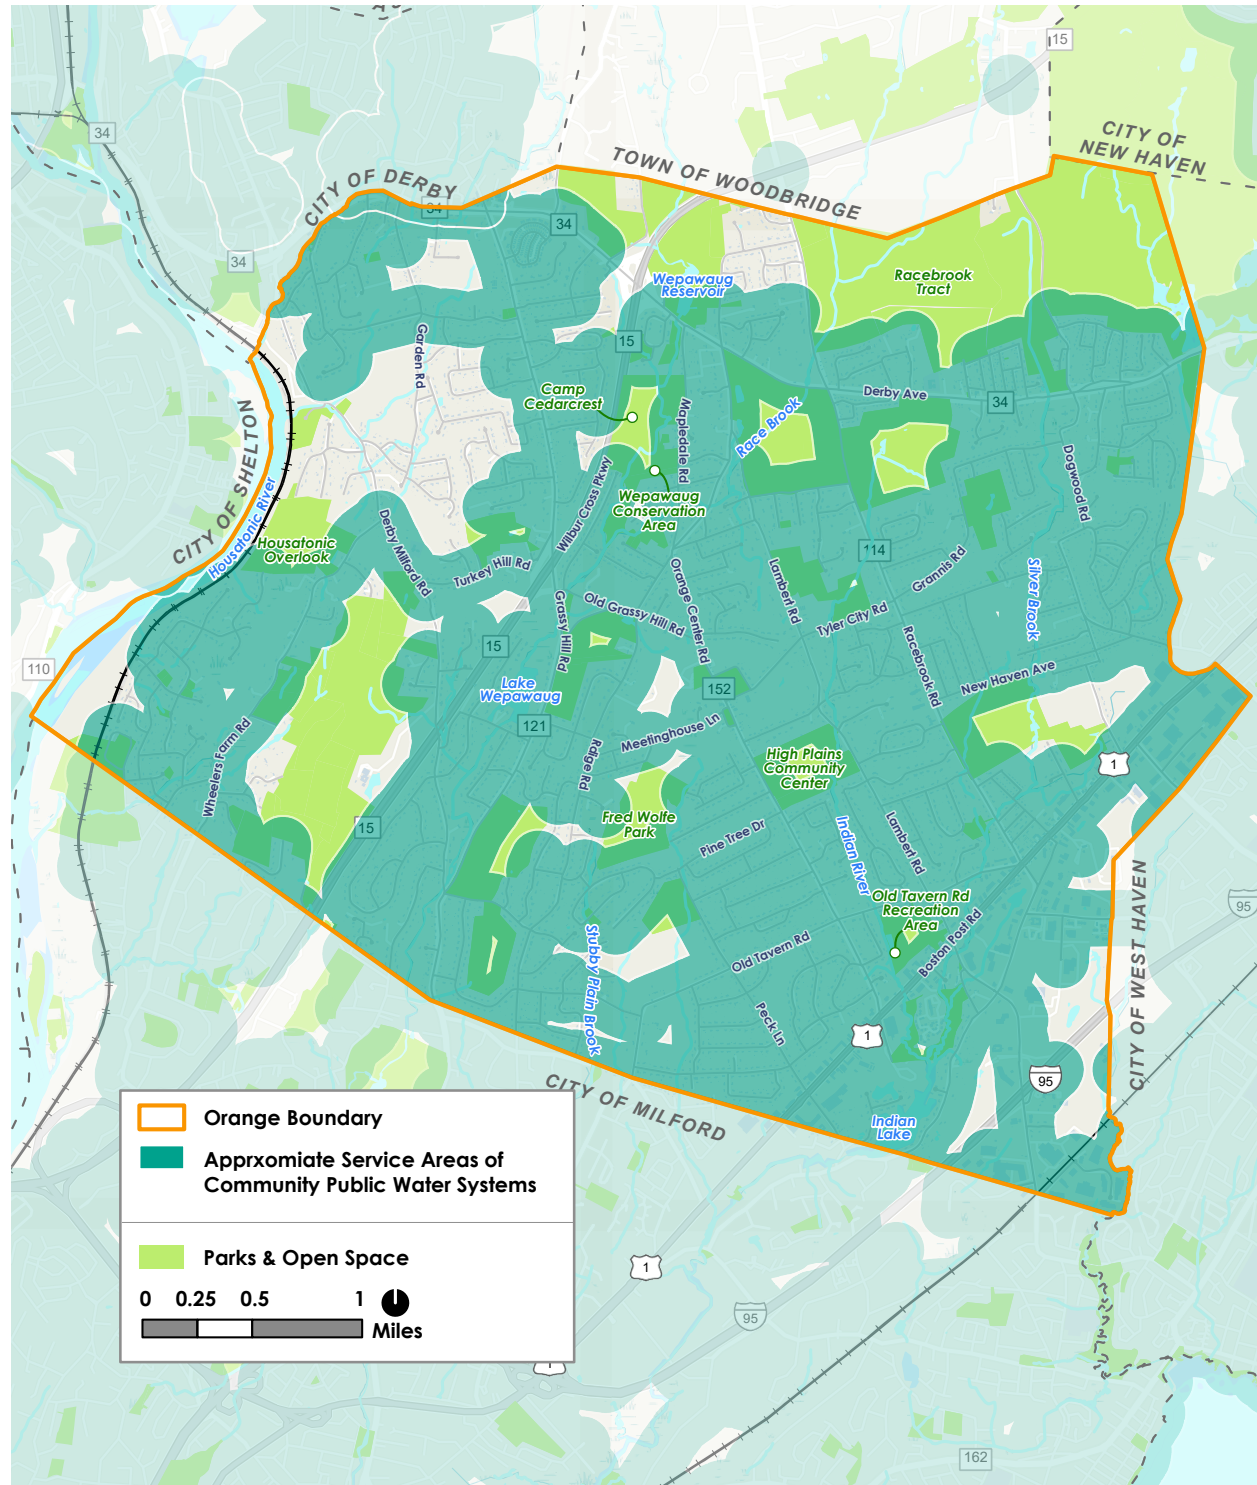 15
CITY OF
NEW HAVEN
34
TOWN OF WOODBRIDGE
CITY OF DERBY
34
34
34
Wepawaug
Reservoir
Racebrook
Tract
15
Garden Rd
Camp
Cedarcrest
Mapledale Rd
Race Brook
Derby Ave
34
Dogwood Rd
CITY OF SHELTON
Housatonic River
Wilbur Cross Pkwy
Wepawaug
Conservation
Area
Housatonic
Overlook
Derby Milford Rd
Turkey Hill Rd
114
Grannis Rd
Silver Brook
Lambert Rd
Orange Center Rd
Old Grassy Hill Rd
Grassy Hill Rd
Tyler City Rd
Racebrook Rd
15
110
Lake
Wepawaug
152
New Haven Ave
121
Meetinghouse Ln
Wheelers Farm Rd
Ridge Rd
High Plains
Community
Center
1
15
Fred Wolfe
Park
Pine Tree Dr
Indian River
Lambert Rd
Old Tavern Rd
Recreation
Area
95
Boston Post Rd
Old Tavern Rd
Stubby Plain Brook
Peck Ln
1
CITY OF WEST HAVEN
95
CITY OF MILFORD
Indian
Lake
Orange Boundary
Apprxomiate Service Areas of
Community Public Water Systems
Parks & Open Space
0 0.25 0.5 1
Miles
1
95
1
162